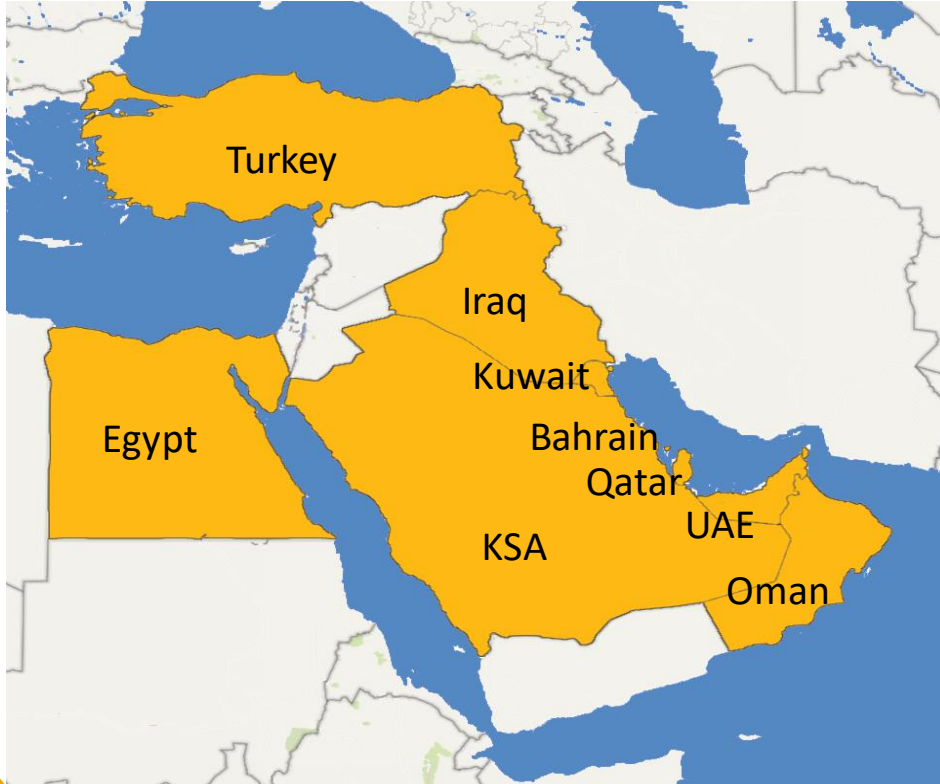 Turkey
Iraq
Kuwait
Bahrain
Egypt
Qatar
UAE
KSA
Oman